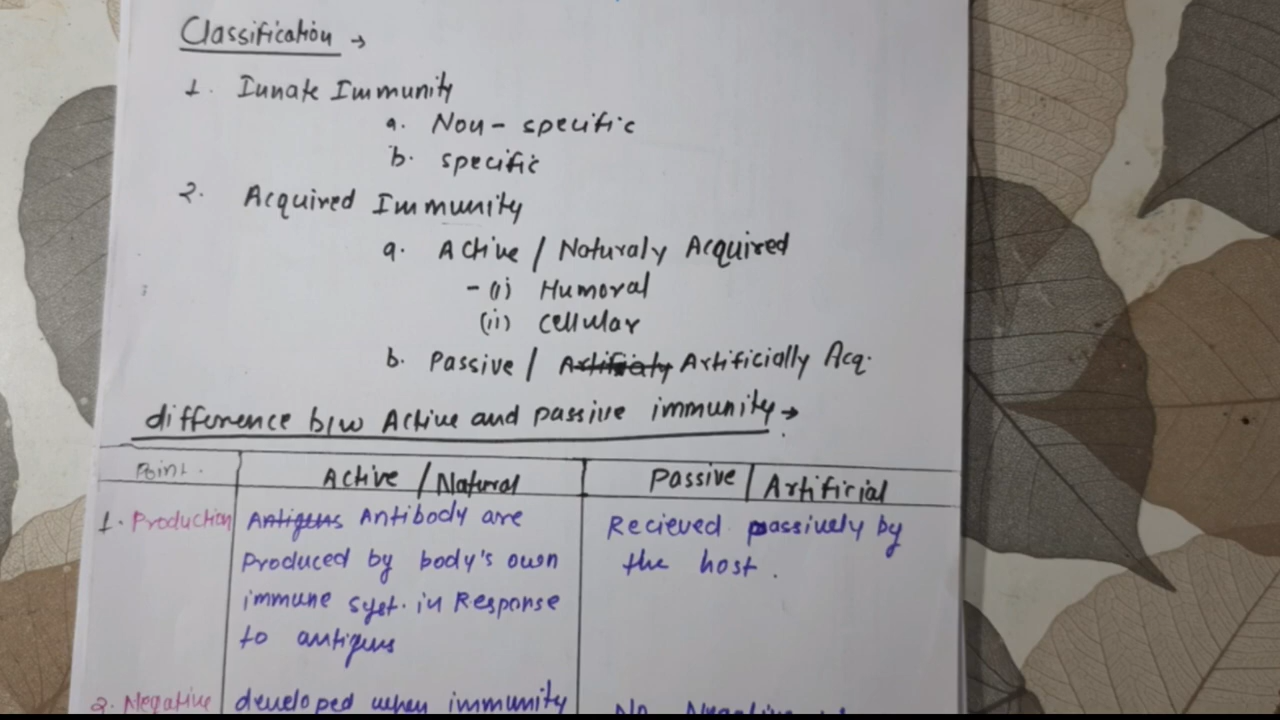 Classification →
1. Innate Immunity
a. Non-specific
b. specific
2. Acquired Immunity
a. Active / Naturaly Acquired
- (i) Humoral
(ii) cellular
b. Passive / Artificially Acq.
difference b/w Active and passive immunity →
Point. Active / Natural Passive / Artificial
1. Production Antigens Antibody are Recieved passively by
Produced by body's own the host.
immune syst. in Response
to antigens
2. Negative developed when immunity No Negative